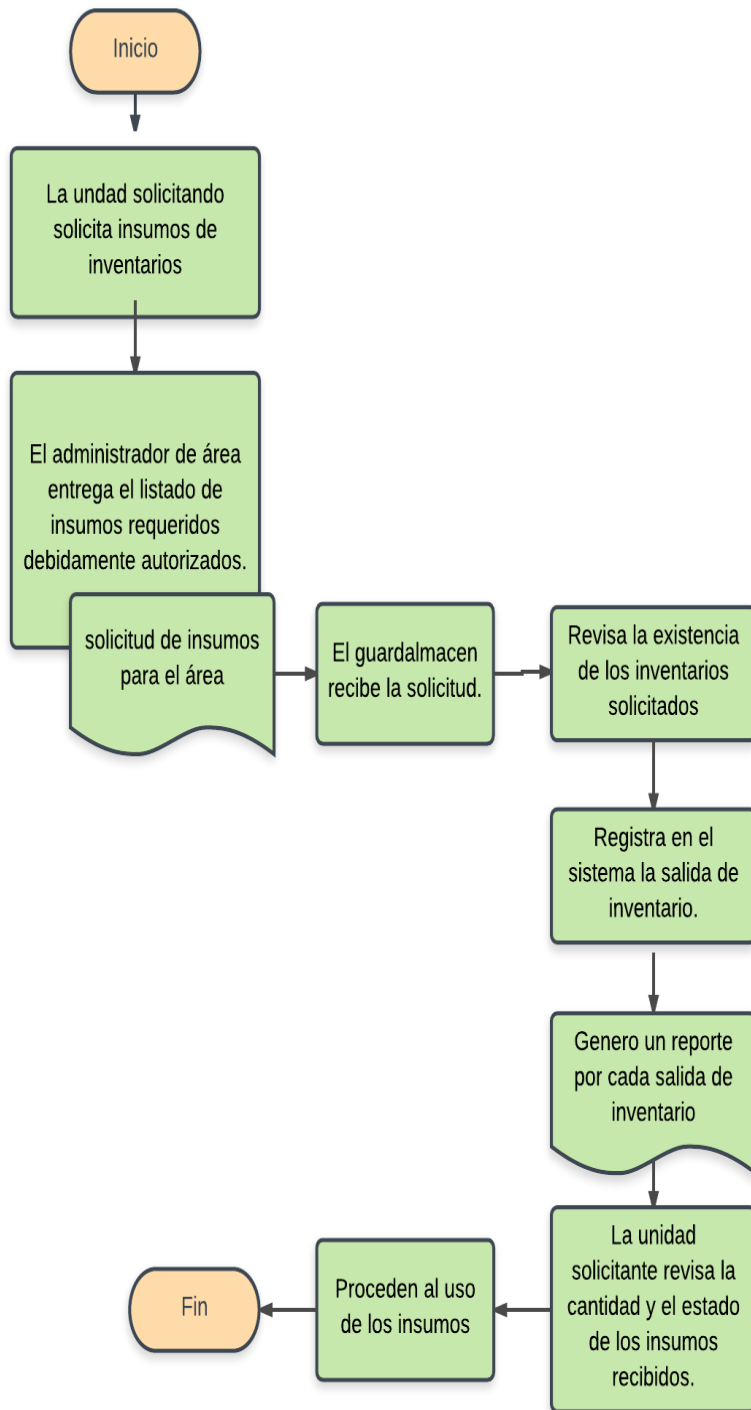 Inicio
La undad solicitando
solicita insumos de
inventarios
El administrador de área
entrega el listado de
insumos requeridos
debidamente autorizados.
solicitud de insumos
para el área
El guardalmacen
recibe la solicitud.
Revisa la existencia
de los inventarios
solicitados
Registra en el
sistema la salida de
inventario.
Genero un reporte
por cada salida de
inventario
La unidad
solicitante revisa la
cantidad y el estado
de los insumos
recibidos.
Proceden al uso
de los insumos
Fin